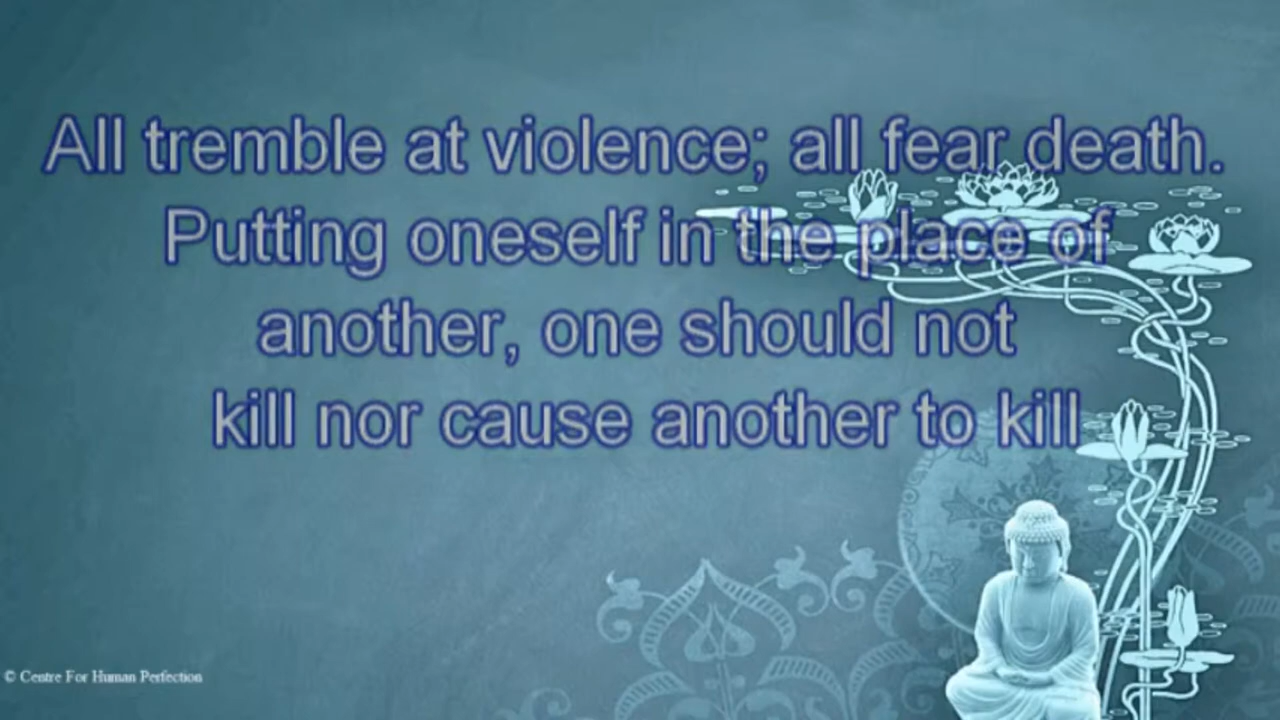 All tremble at violence; all fear death.
Putting oneself in the place of
another, one should not
kill nor cause another to kill
© Centre For Human Perfection